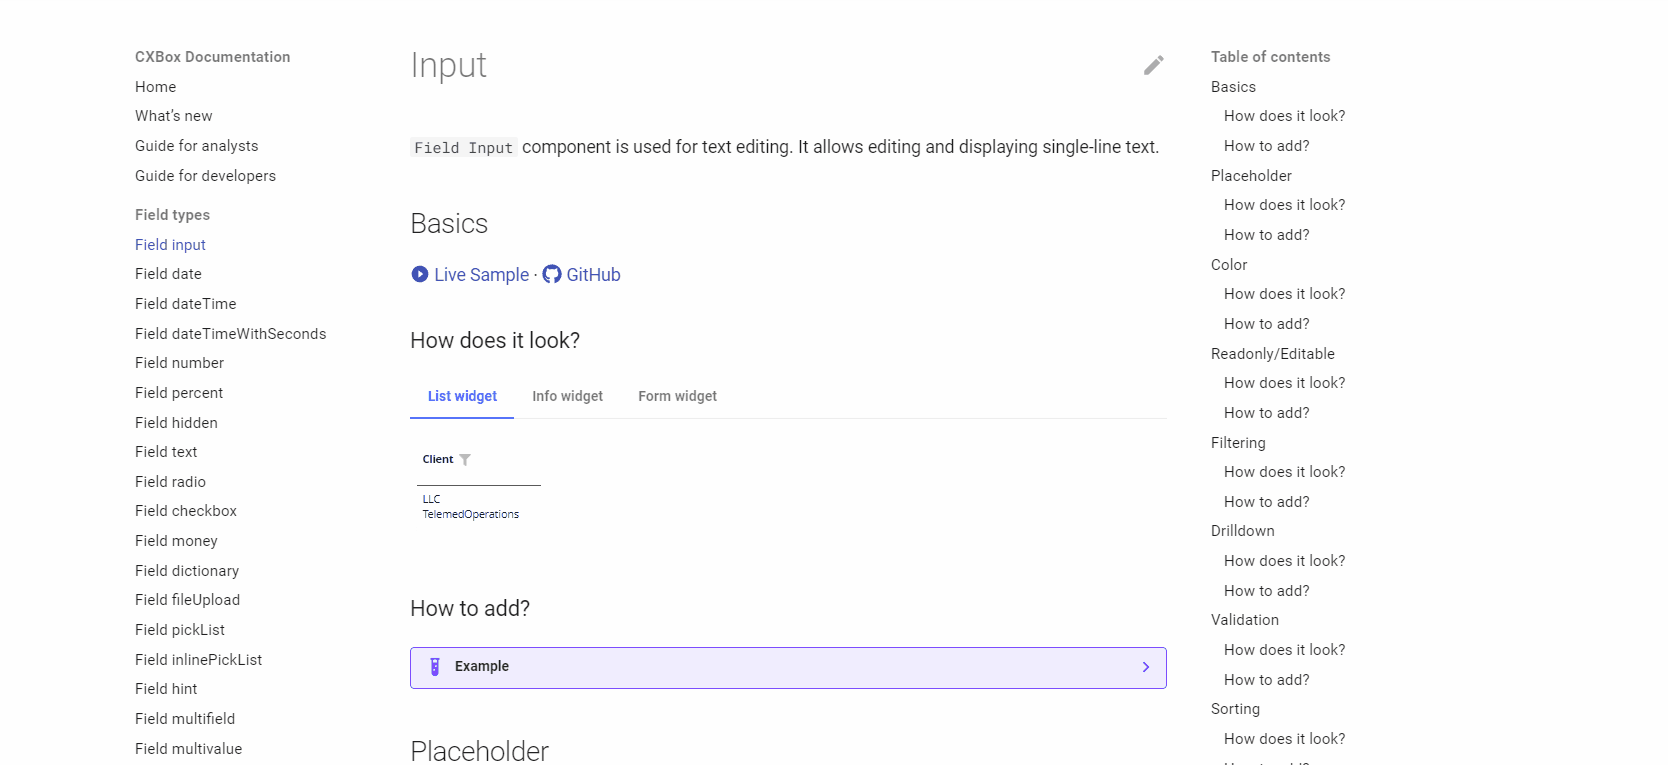 CXBox Documentation
Home
What's new
Guide for analysts
Guide for developers
Field types
Field input
Field date
Field dateTime
Field dateTimeWithSeconds
Field number
Field percent
Field hidden
Field text
Field radio
Field checkbox
Field money
Field dictionary
Field fileUpload
Field pickList
Field inlinePickList
Field hint
Field multifield
Field multivalue
Input
Field Input component is used for text editing. It allows editing and displaying single-line text.
Basics
Live Sample · GitHub
How does it look?
List widget Info widget Form widget
Client
LLC
TelemedOperations
How to add?
Example
Placeholder
Table of contents
Basics
How does it look?
How to add?
Placeholder
How does it look?
How to add?
Color
How does it look?
How to add?
Readonly/Editable
How does it look?
How to add?
Filtering
How does it look?
How to add?
Drilldown
How does it look?
How to add?
Validation
How does it look?
How to add?
Sorting
How does it look?